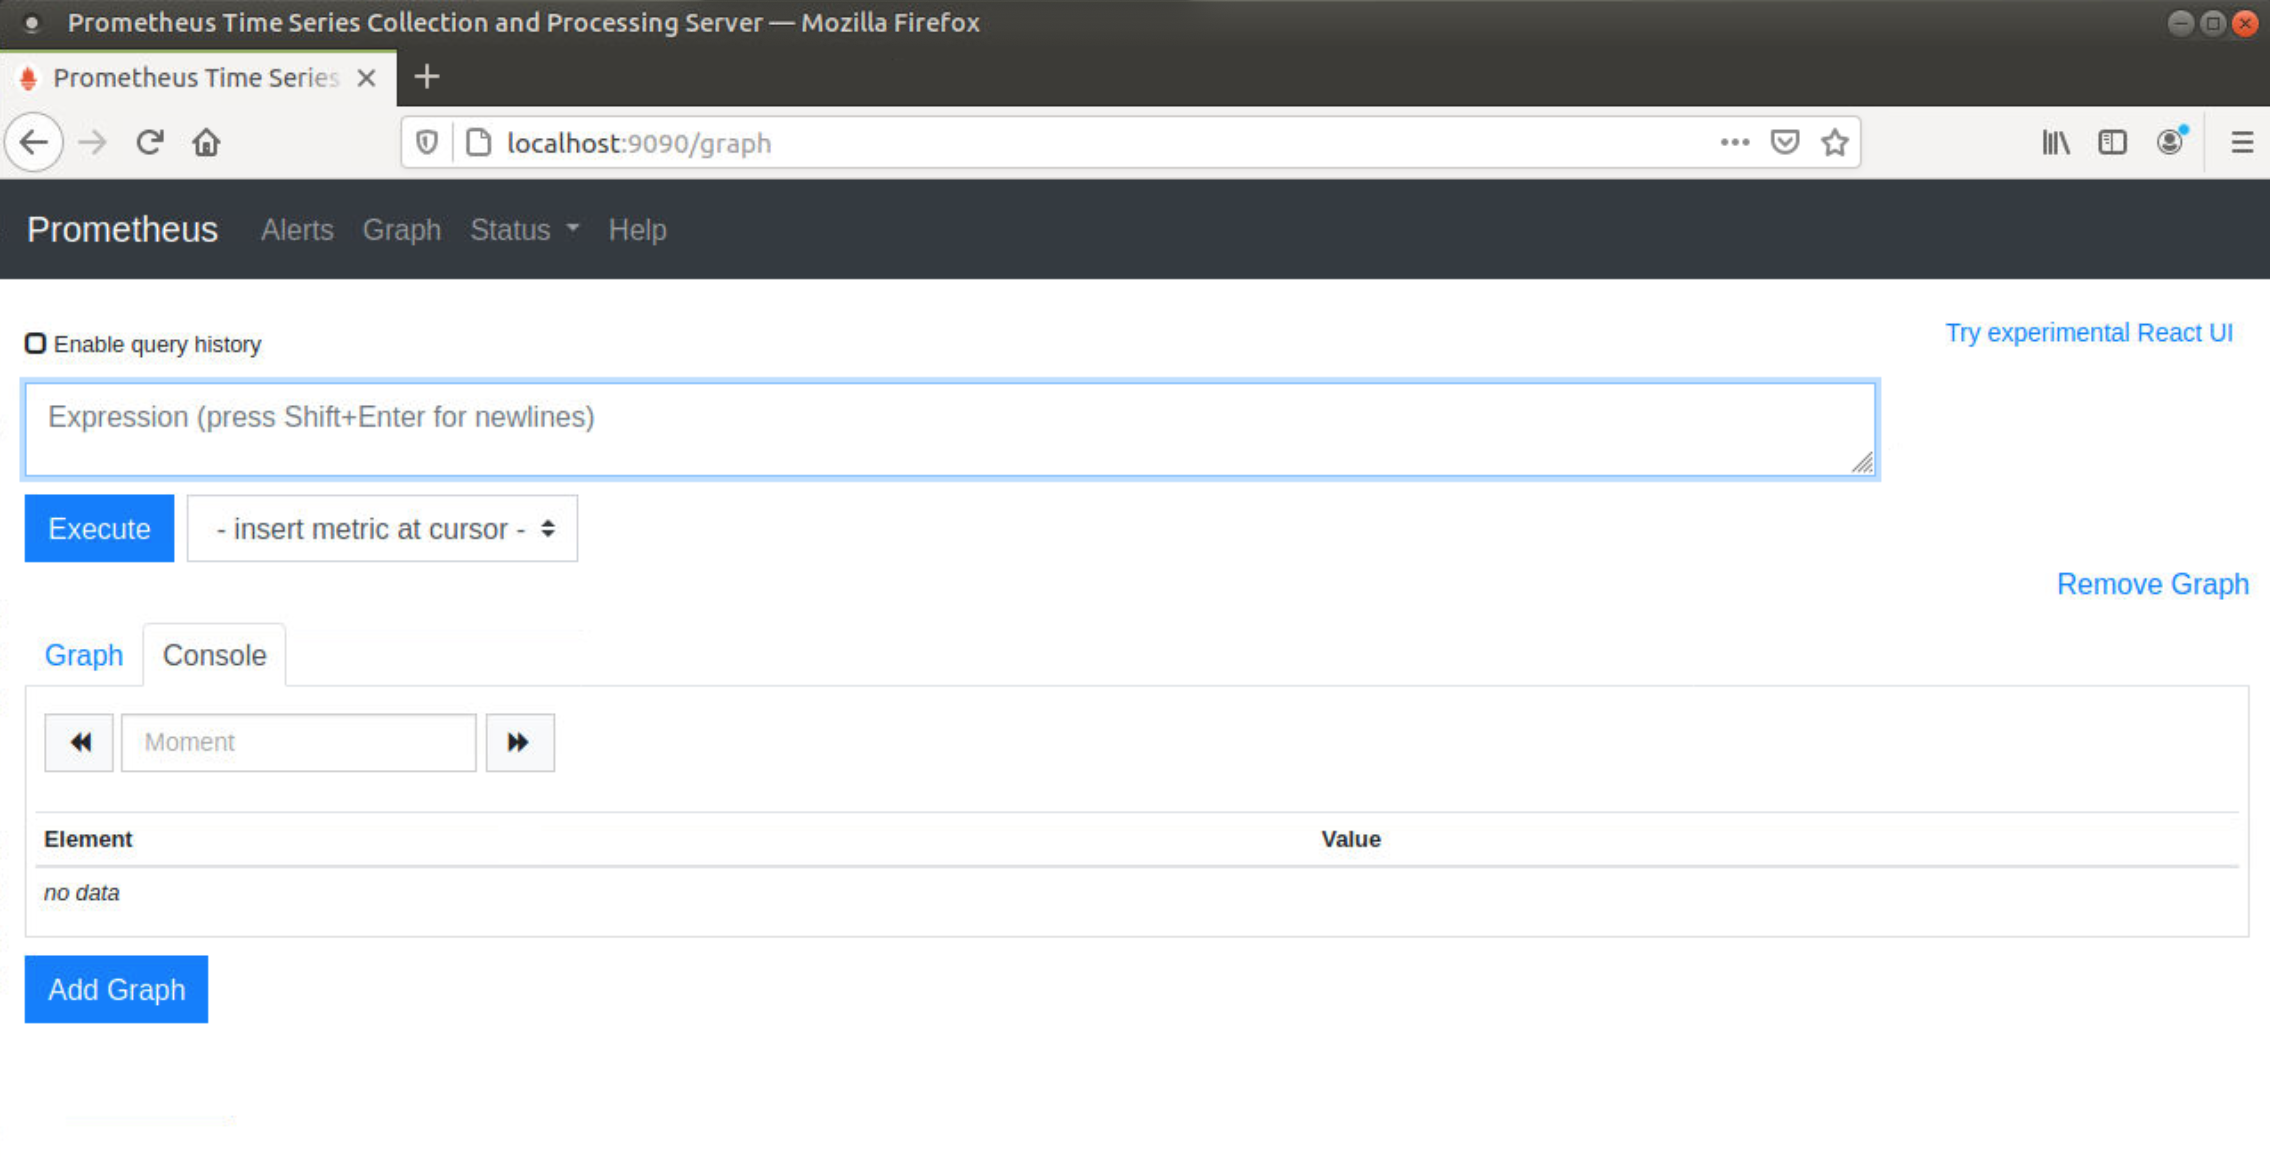 Prometheus Time Series Collection and Processing Server — Mozilla Firefox
Prometheus Time Series
localhost:9090/graph
Prometheus Alerts Graph Status Help
Enable query history
Try experimental React UI
Expression (press Shift+Enter for newlines)
Execute - insert metric at cursor -
Remove Graph
Graph Console
Moment
Element Value
no data
Add Graph